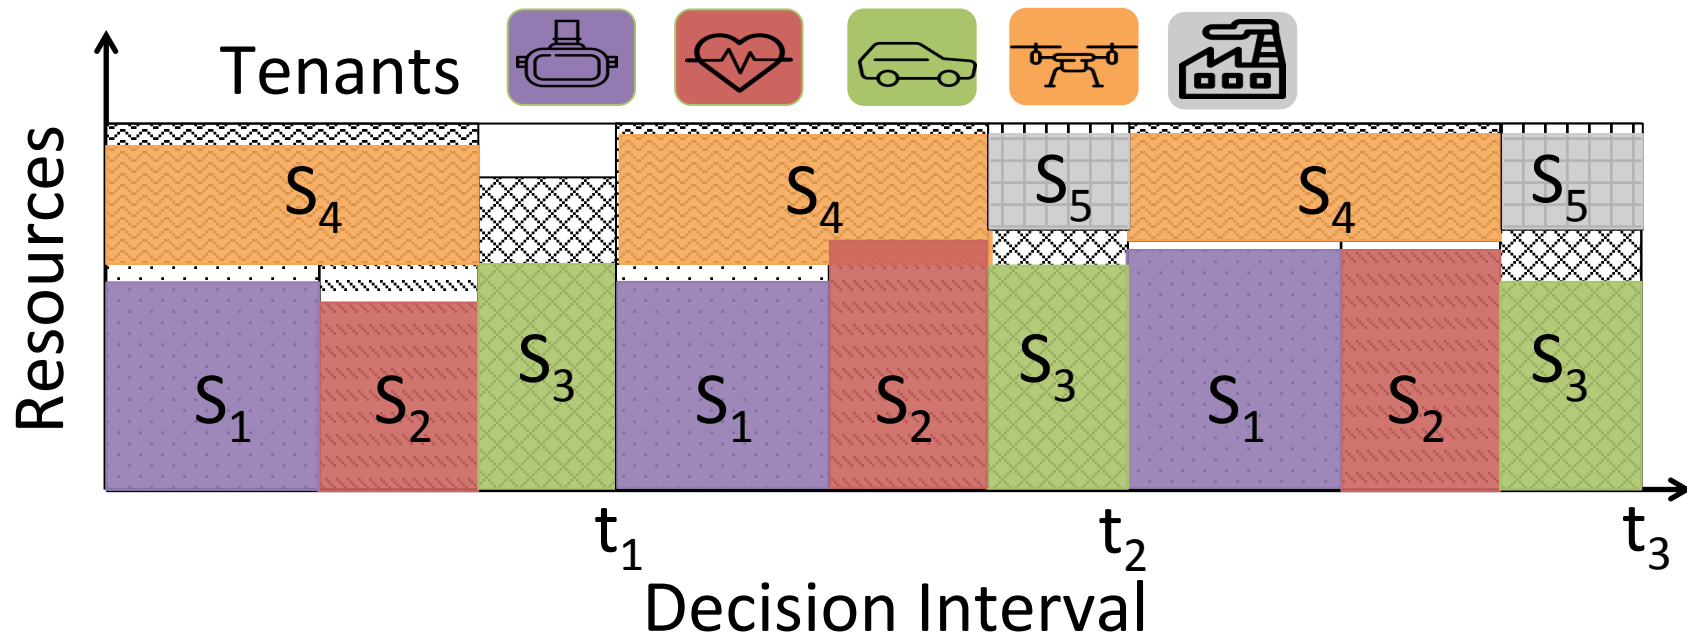 Tenants
Resources
S4
S4
S5
S4
S5
S1
S2
S3
S1
S2
S3
S1
S2
S3
t1
t2
t3
Decision Interval